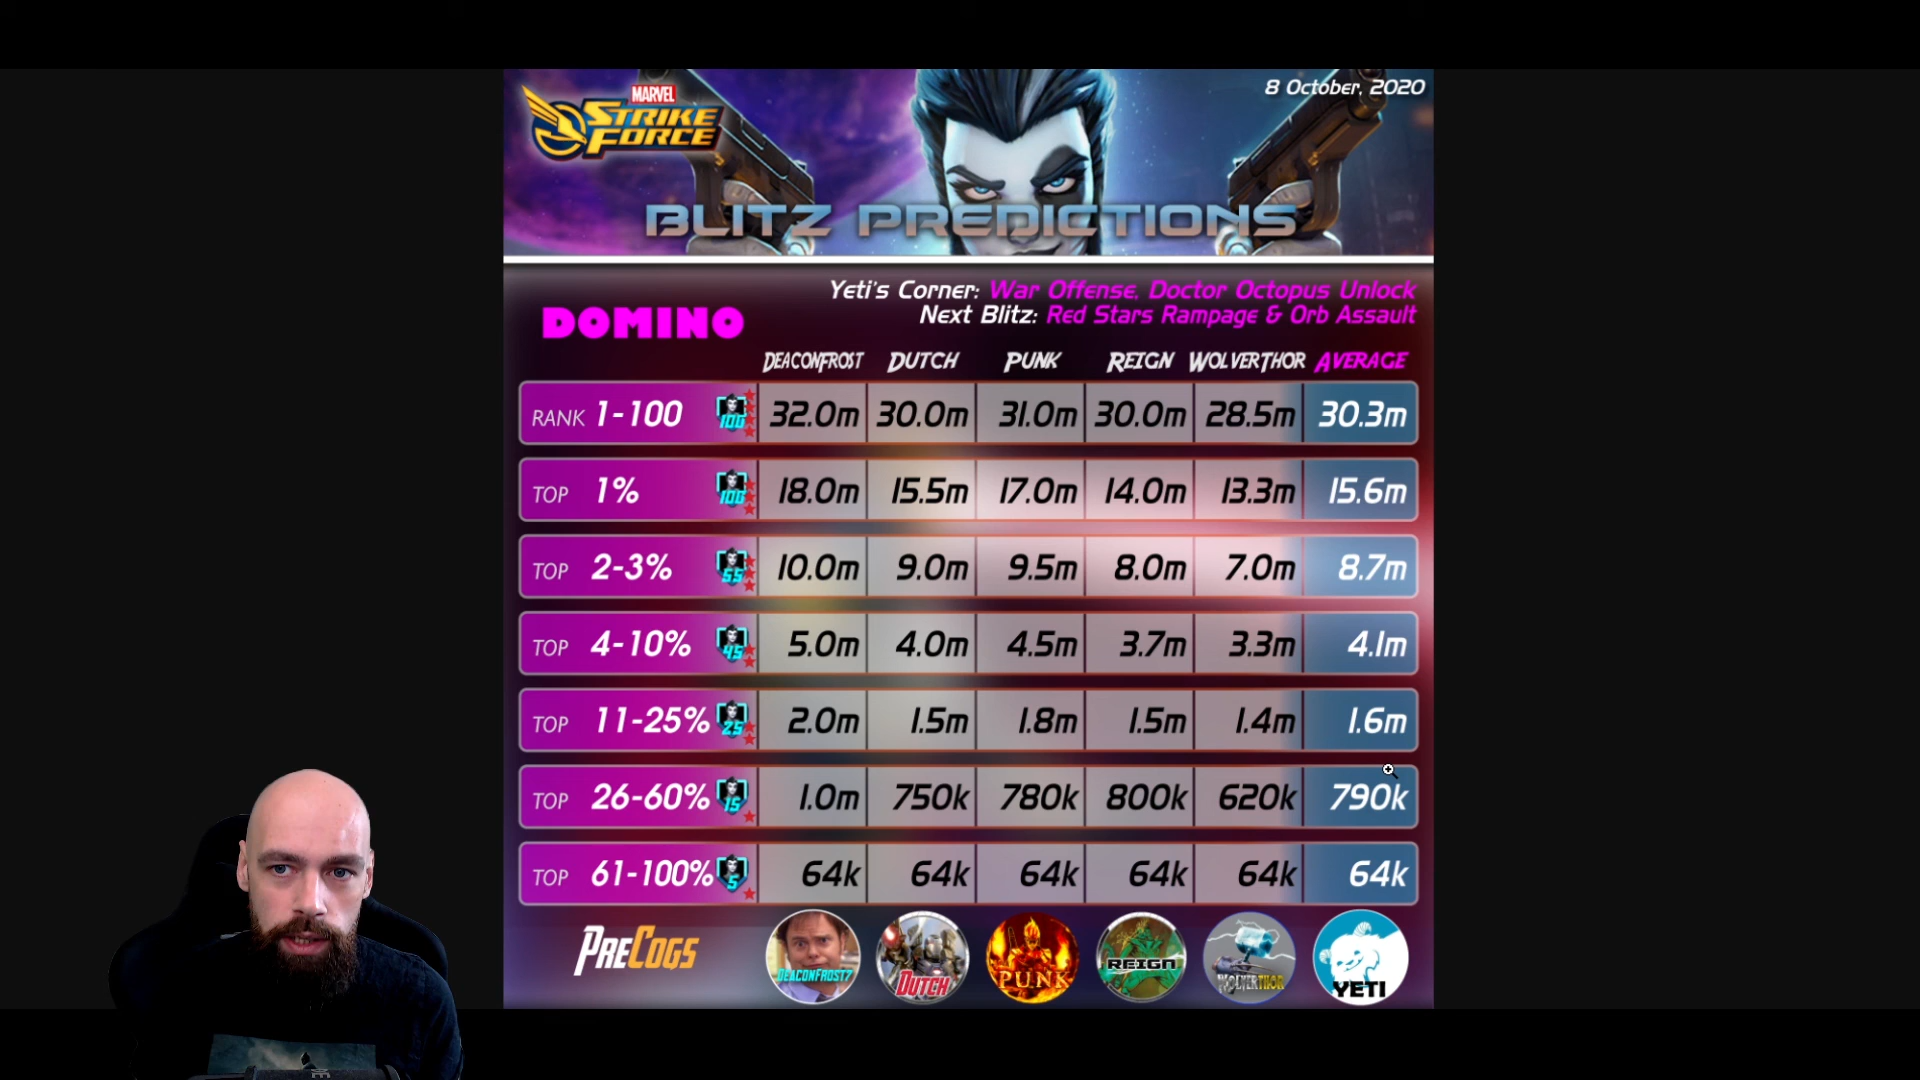 8 October, 2020
MARVEL
STRIKE
FORCE
BLITZ PREDICTIONS
Yeti's Corner: War Offense, Doctor Octopus Unlock
Next Blitz: Red Stars Rampage & Orb Assault
DOMINO
DEACONFROST DUTCH PUNK REIGN WOLVERTHOR AVERAGE
RANK 1-100 100 32.0m 30.0m 31.0m 30.0m 28.5m 30.3m
TOP 1% 100 18.0m 15.5m 17.0m 14.0m 13.3m 15.6m
TOP 2-3% 55 10.0m 9.0m 9.5m 8.0m 7.0m 8.7m
TOP 4-10% 45 5.0m 4.0m 4.5m 3.7m 3.3m 4.1m
TOP 11-25% 25 2.0m 1.5m 1.8m 1.5m 1.4m 1.6m
TOP 26-60% 15 1.0m 750k 780k 800k 620k 790k
TOP 61-100% 5 64k 64k 64k 64k 64k 64k
PRECOGS DEACONFROST7 DUTCH PUNK REIGN WOLVERTHOR YETI